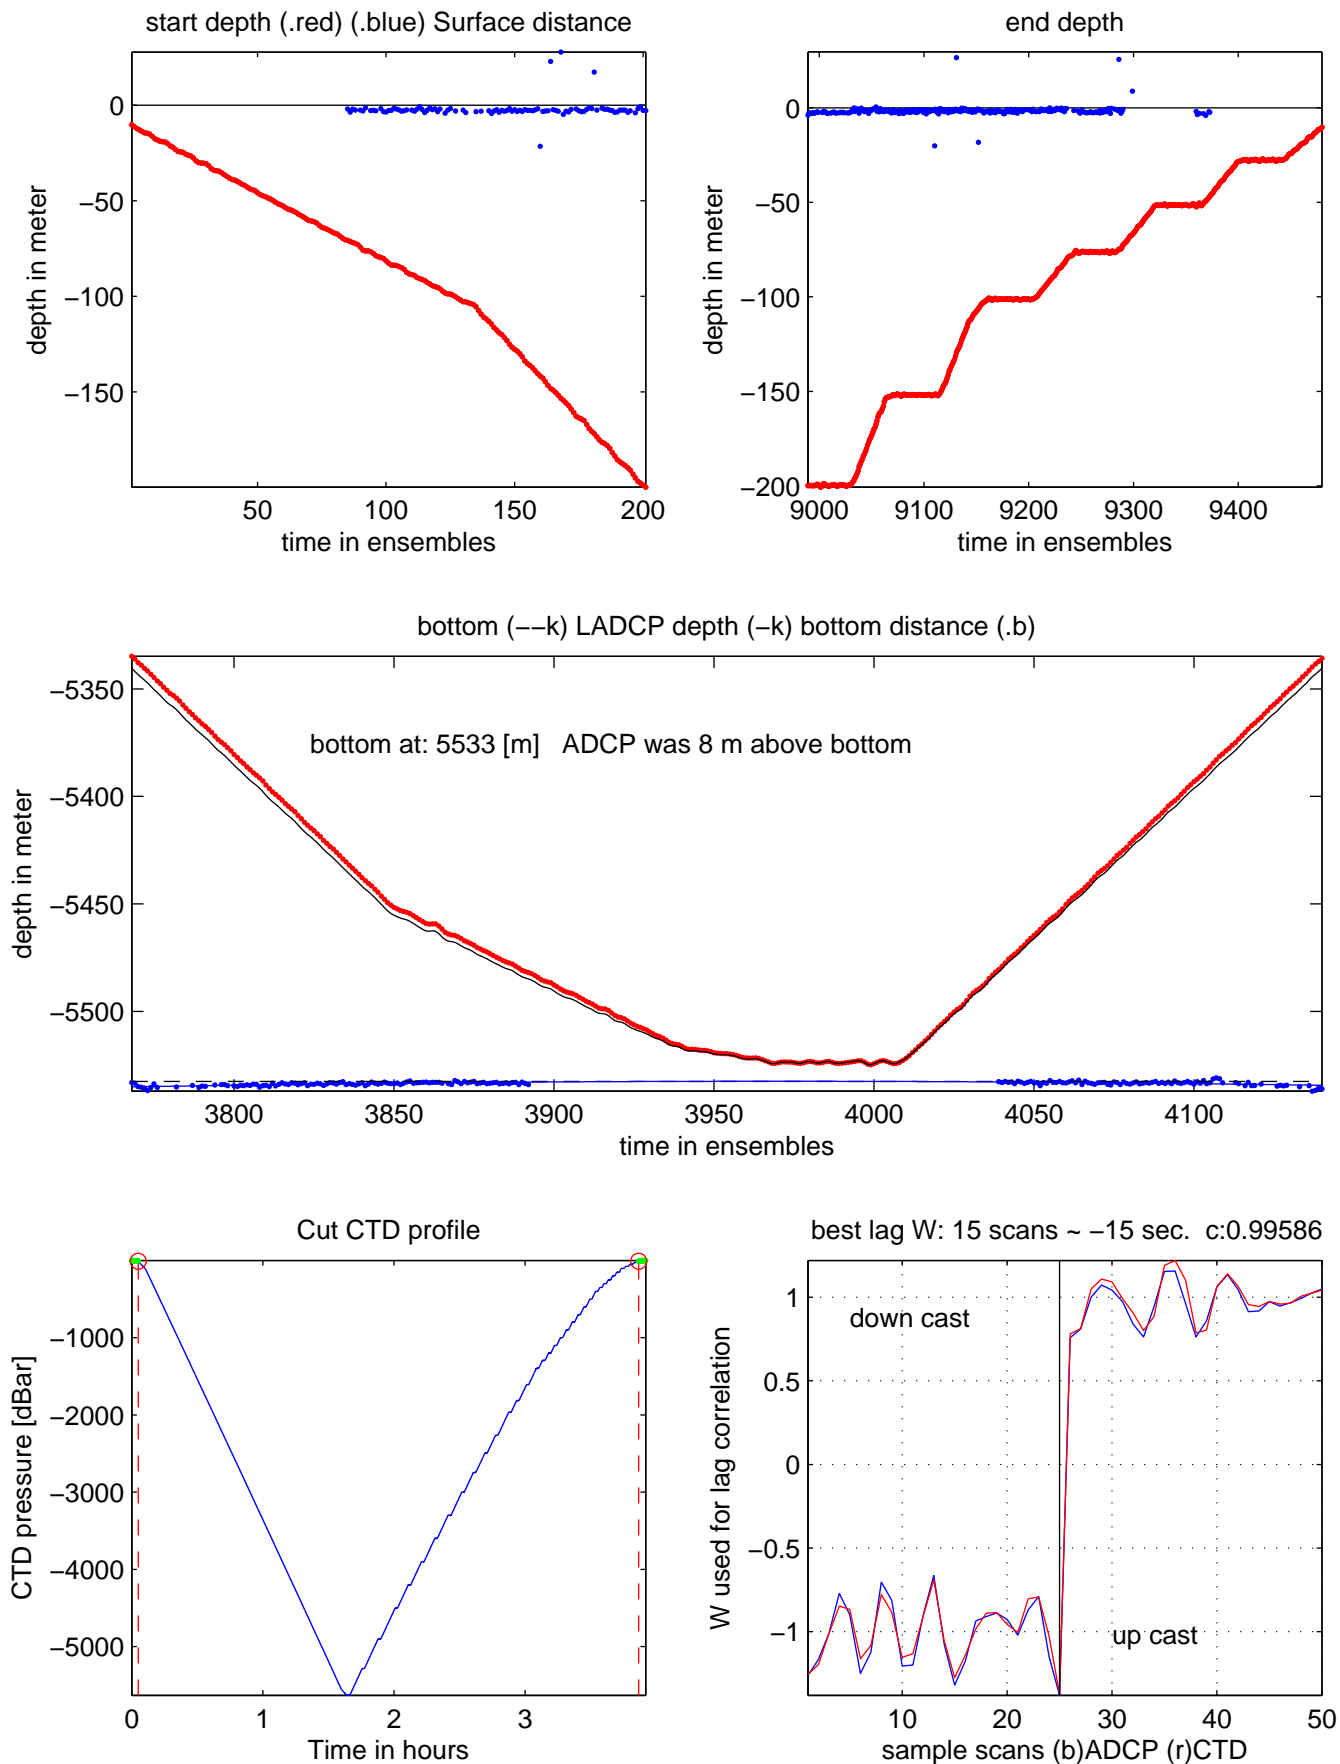 start depth (.red) (.blue) Surface distance
end depth
0
−50
−100
−150
depth in meter
50
100
150
200
time in ensembles
0
−50
−100
−150
−200
depth in meter
9000
9100
9200
9300
9400
time in ensembles
bottom (−−k) LADCP depth (−k) bottom distance (.b)
−5350
−5400
−5450
−5500
depth in meter
bottom at: 5533 [m]   ADCP was 8 m above bottom
3800
3850
3900
3950
4000
4050
4100
time in ensembles
Cut CTD profile
−1000
−2000
−3000
−4000
−5000
CTD pressure [dBar]
0
1
2
3
Time in hours
best lag W: 15 scans ~ −15 sec.  c:0.99586
1
0.5
0
−0.5
−1
W used for lag correlation
down cast
up cast
10
20
30
40
50
sample scans (b)ADCP (r)CTD